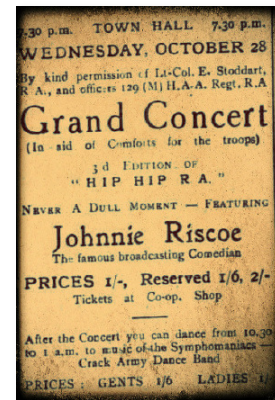 7.30 p.m. TOWN HALL 7.30 p.m.
WEDNESDAY, OCTOBER 28
By kind permission of Lt-Col. E. Stoddart,
R A., and officers 129 (M) H.A.A. Regt. R.A
Grand Concert
(In aid of Comforts for the troops)
3 d EDITION OF
"HIP HIP R A."
NEVER A DULL MOMENT — FEATURING
Johnnie Riscoe
The famous broadcasting Comedian
PRICES 1/-, Reserved 1/6, 2/-
Tickets at Co-op. Shop
After the Concert you can dance from 10.30
to 1 a.m. to music of the Symphomaniacs —
Crack Army Dance Band
PRICES: GENTS 1/6 LADIES 1/-